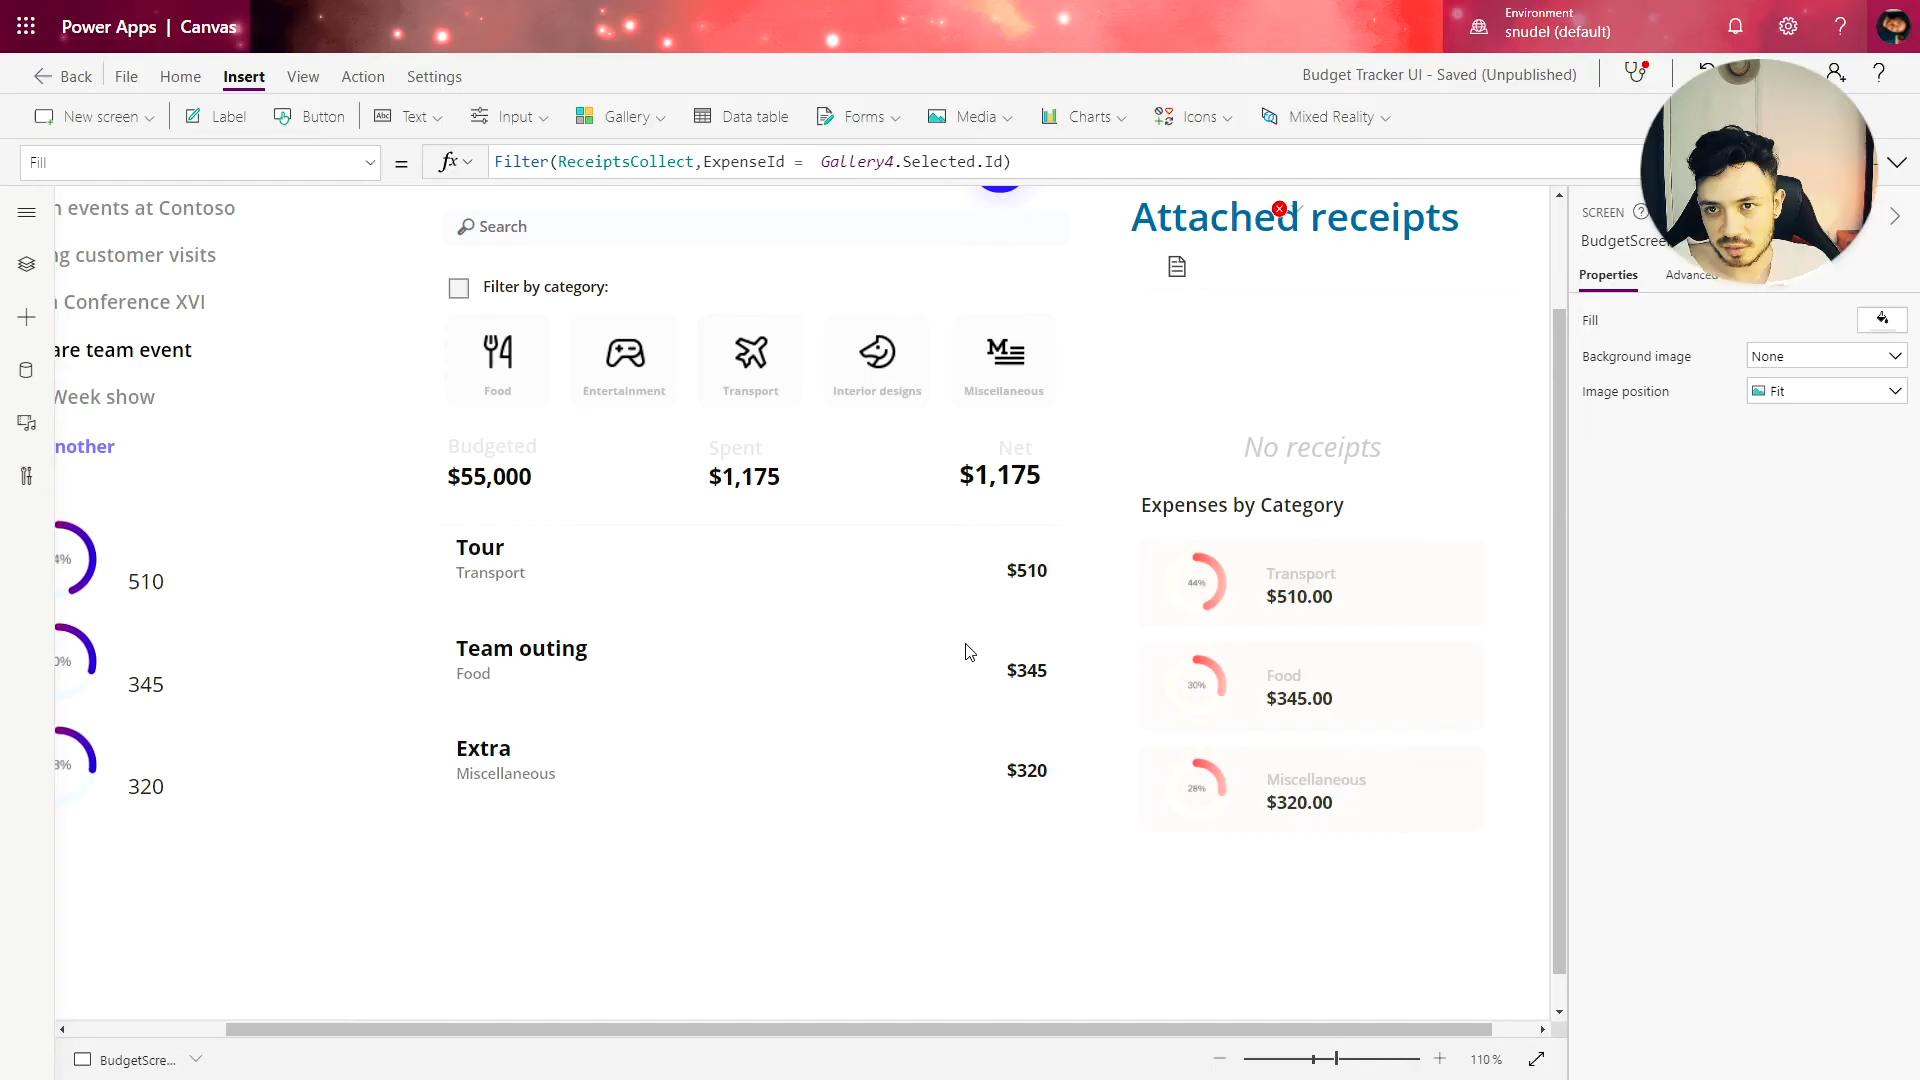 Power Apps | Canvas
Environment
snudel (default)
Back File Home Insert View Action Settings
Budget Tracker UI - Saved (Unpublished)
New screen Label Button Text Input Gallery Data table Forms Media Charts Icons Mixed Reality
Fill = fx Filter(ReceiptsCollect,ExpenseId = Gallery4.Selected.Id)
events at Contoso
customer visits
Conference XVI
are team event
Week show
nother
510
345
320
Search
Filter by category:
Food Entertainment Transport Interior designs Miscellaneous
Budgeted Spent Net
$55,000 $1,175 $1,175
Tour
Transport
$510
Team outing
Food
$345
Extra
Miscellaneous
$320
Attached receipts
No receipts
Expenses by Category
44%
Transport
$510.00
30%
Food
$345.00
28%
Miscellaneous
$320.00
SCREEN
BudgetScree
Properties Advanced
Fill
Background image None
Image position Fit
BudgetScre...
110 %